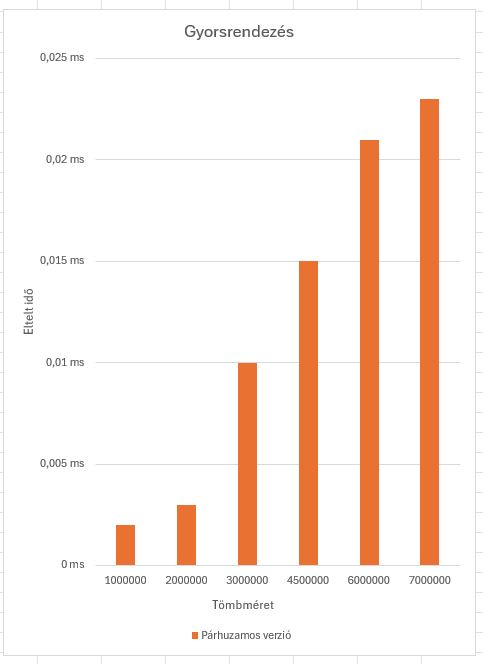 Gyorsrendezés
0,025 ms
0,02 ms
0,015 ms
0,01 ms
0,005 ms
0 ms
Eltelt idő
1000000 2000000 3000000 4500000 6000000 7000000
Tömbméret
Párhuzamos verzió